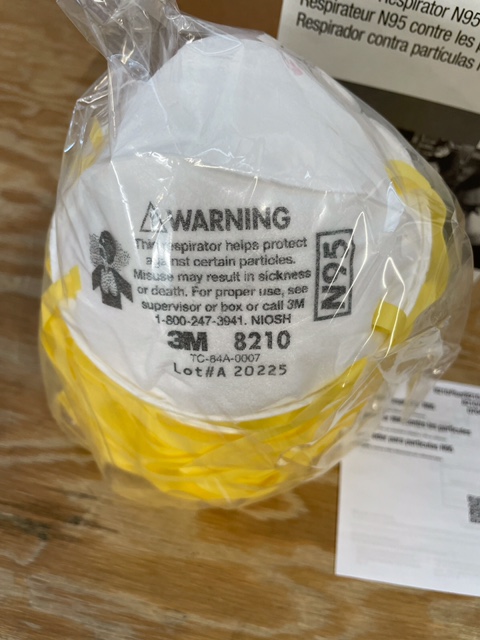 Respirator N95
Respirateur N95 contre les
Respirador contra partículas
WARNING
This respirator helps protect
against certain particles.
Misuse may result in sickness
or death. For proper use, see
supervisor or box or call 3M
1-800-247-3941. NIOSH
N95
3M 8210
TC-84A-0007
Lot#A 20225